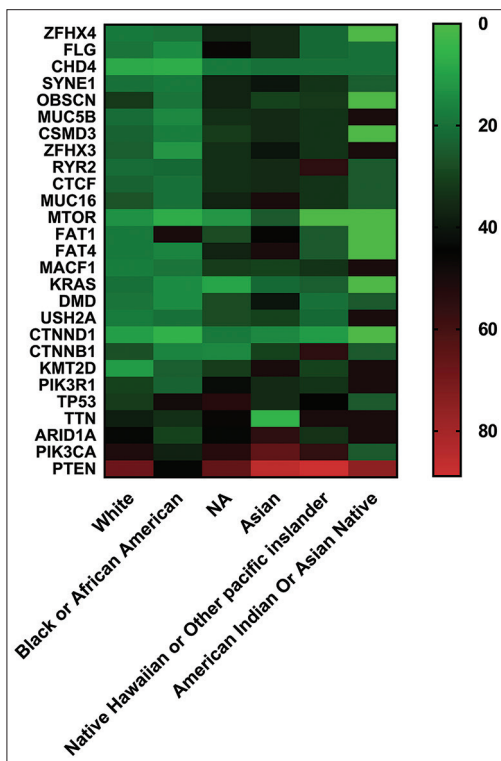 ZFHX4
FLG
CHD4
SYNE1
OBSCN
MUC5B
CSMD3
ZFHX3
RYR2
CTCF
MUC16
MTOR
FAT1
FAT4
MACF1
KRAS
DMD
USH2A
CTNND1
CTNNB1
KMT2D
PIK3R1
TP53
TTN
ARID1A
PIK3CA
PTEN
White
Black or African American
NA
Asian
Native Hawaiian or Other pacific inslander
American Indian Or Asian Native
0
20
40
60
80